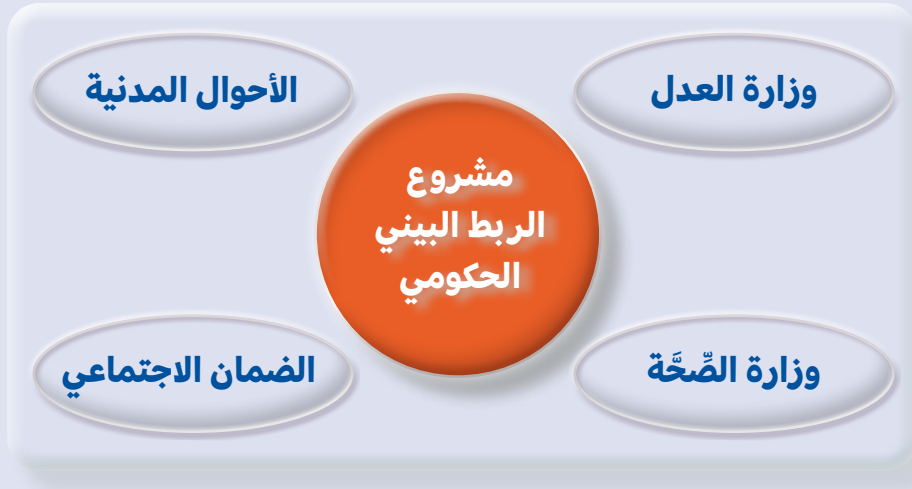 وزارة العدل
الأحوال المدنية
مشروع
الربط البيني
الحكومي
وزارة الصِّحَّة
الضمان الاجتماعي